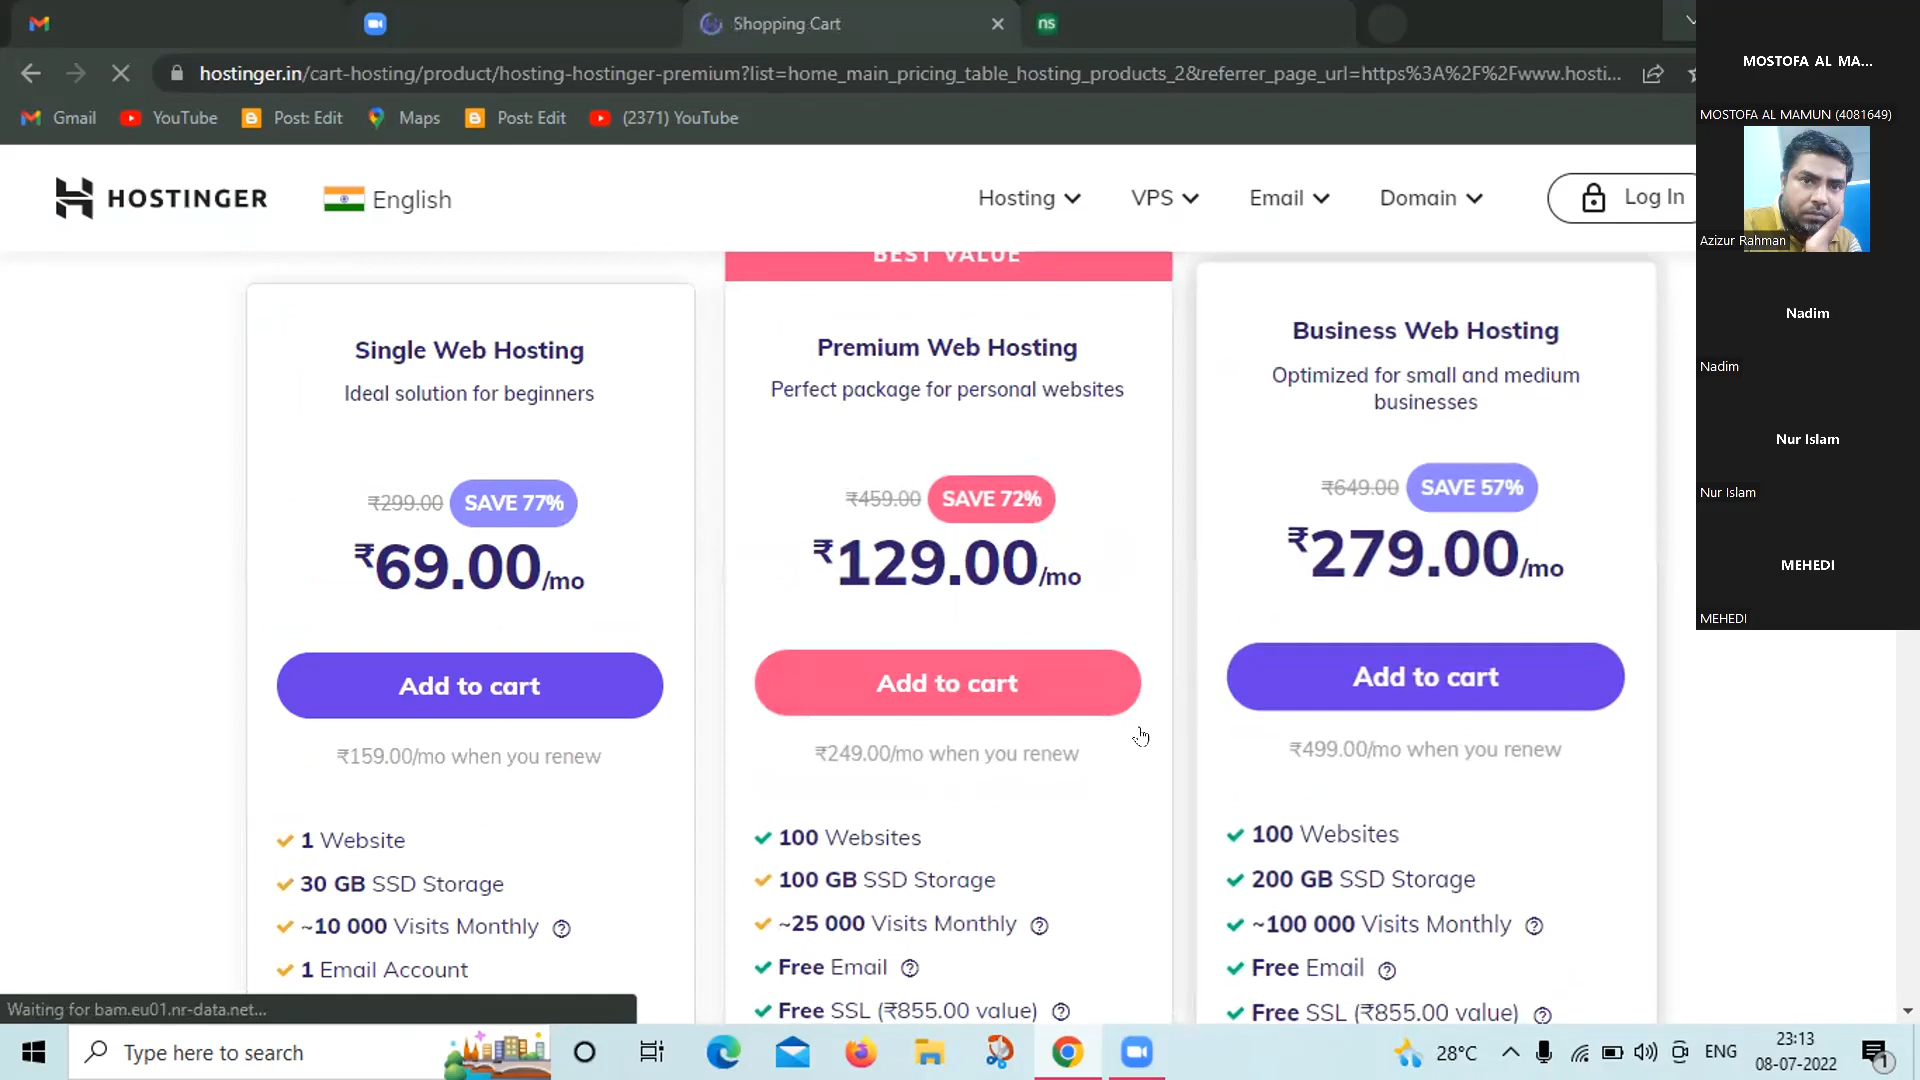 Shopping Cart
ns
hostinger.in/cart-hosting/product/hosting-hostinger-premium?list=home_main_pricing_table_hosting_products_2&referrer_page_url=https%3A%2F%2Fwww.hosti...
Gmail YouTube Post: Edit Maps Post: Edit (2371) YouTube
HOSTINGER English Hosting VPS Email Domain Log In
BEST VALUE
Single Web Hosting
Ideal solution for beginners
₹299.00 SAVE 77%
₹69.00/mo
Add to cart
₹159.00/mo when you renew
1 Website
30 GB SSD Storage
~10 000 Visits Monthly
1 Email Account
Premium Web Hosting
Perfect package for personal websites
₹459.00 SAVE 72%
₹129.00/mo
Add to cart
₹249.00/mo when you renew
100 Websites
100 GB SSD Storage
~25 000 Visits Monthly
Free Email
Free SSL (₹855.00 value)
Business Web Hosting
Optimized for small and medium
businesses
₹649.00 SAVE 57%
₹279.00/mo
Add to cart
₹499.00/mo when you renew
100 Websites
200 GB SSD Storage
~100 000 Visits Monthly
Free Email
Free SSL (₹855.00 value)
MOSTOFA AL MA...
MOSTOFA AL MAMUN (4081649)
Azizur Rahman
Nadim
Nadim
Nur Islam
Nur Islam
MEHEDI
MEHEDI
Waiting for bam.eu01.nr-data.net...
Type here to search
28°C
ENG
23:13
08-07-2022
1